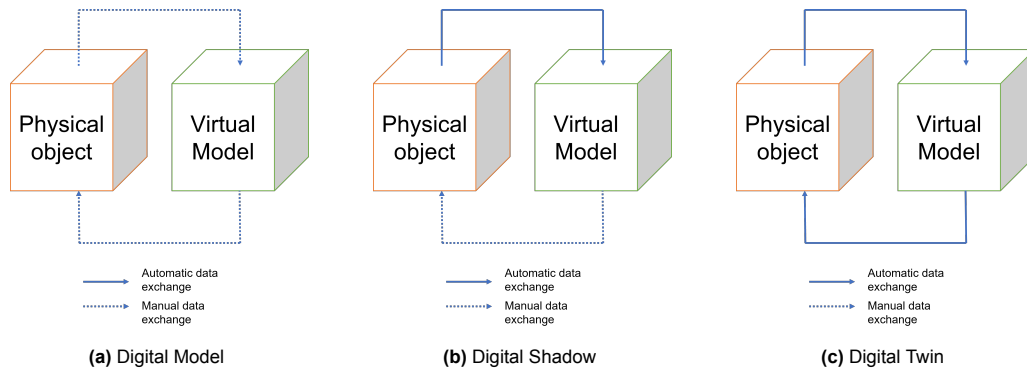 Physical
object
Virtual
Model
Automatic data
exchange
Manual data
exchange
(a) Digital Model
Physical
object
Virtual
Model
Automatic data
exchange
Manual data
exchange
(b) Digital Shadow
Physical
object
Virtual
Model
Automatic data
exchange
Manual data
exchange
(c) Digital Twin